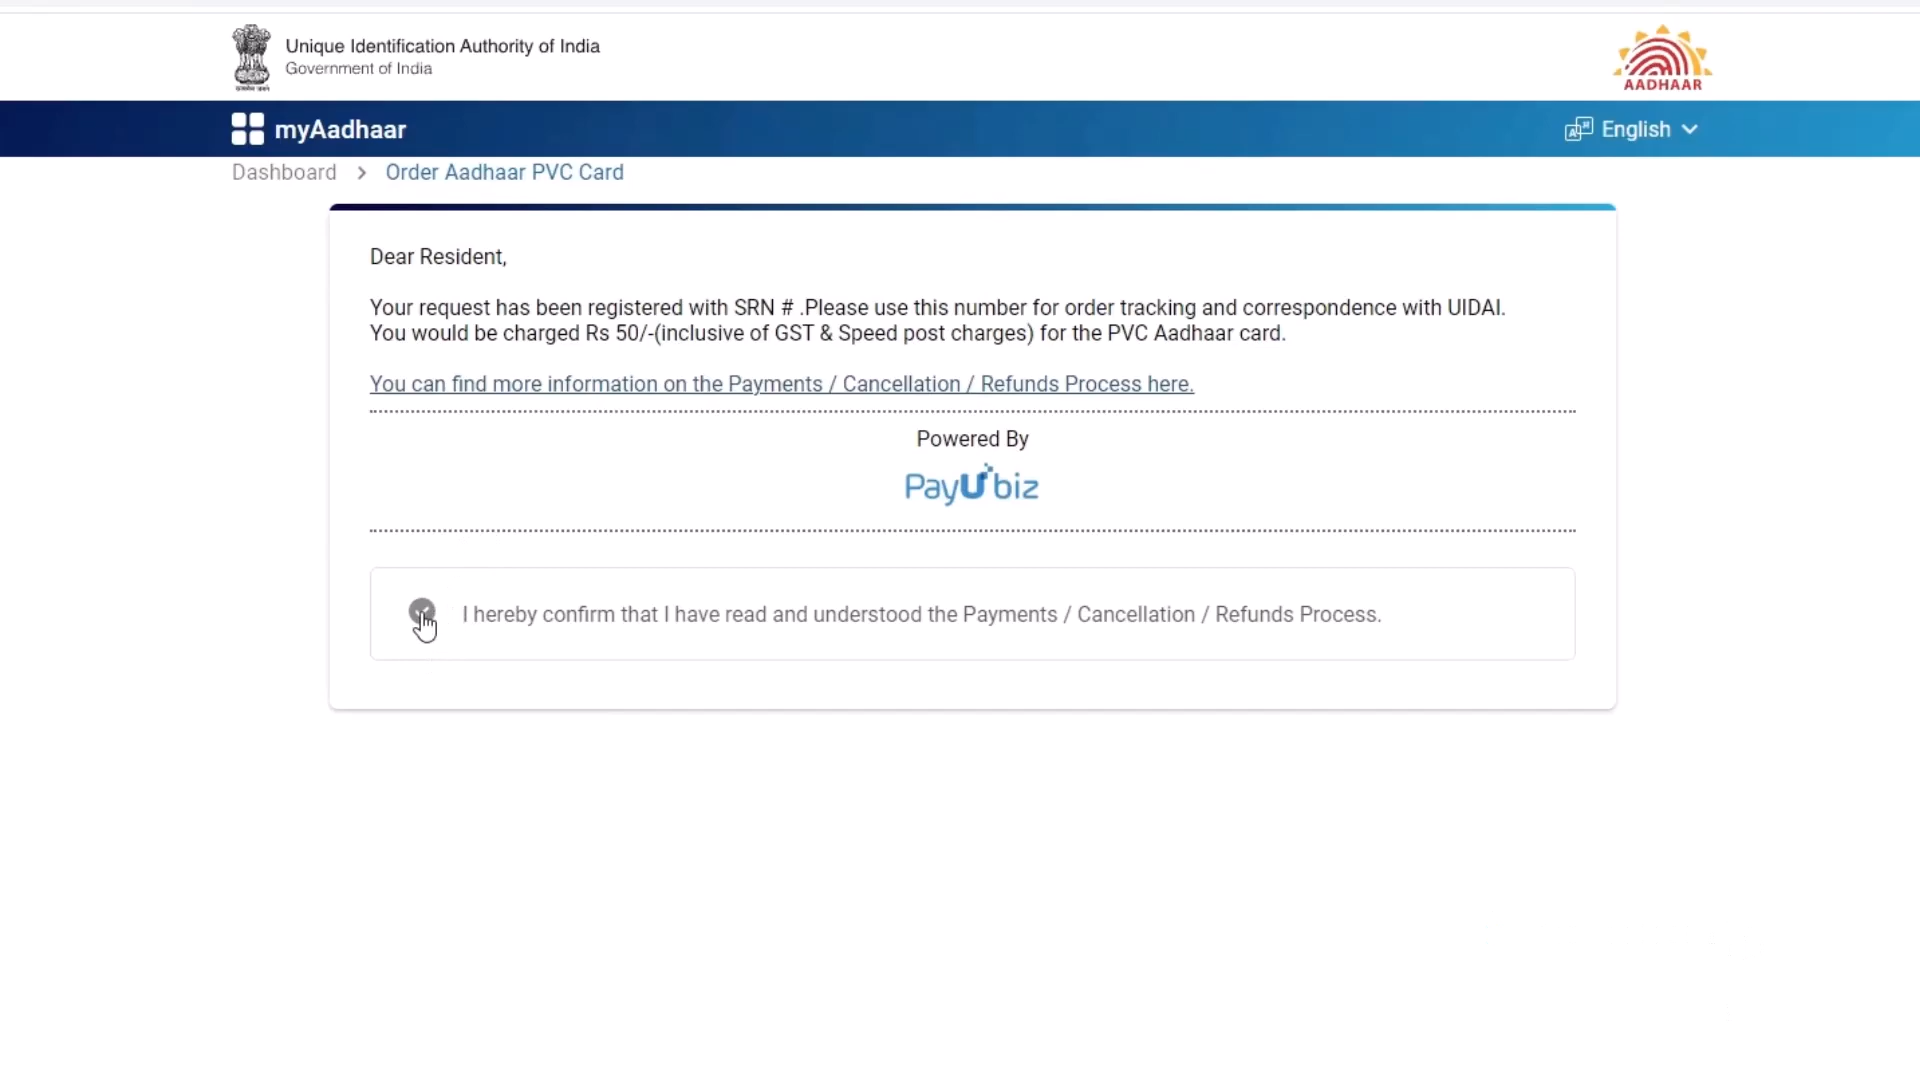 Unique Identification Authority of India
Government of India
AADHAAR
myAadhaar
English
Dashboard > Order Aadhaar PVC Card
Dear Resident,
Your request has been registered with SRN # .Please use this number for order tracking and correspondence with UIDAI.
You would be charged Rs 50/-(inclusive of GST & Speed post charges) for the PVC Aadhaar card.
You can find more information on the Payments / Cancellation / Refunds Process here.
Powered By
PayUbiz
I hereby confirm that I have read and understood the Payments / Cancellation / Refunds Process.